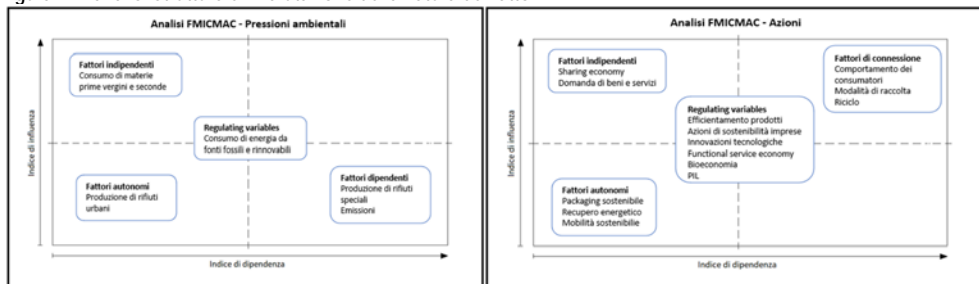 Analisi FMICMAC - Pressioni ambientali
Indice di influenza
Fattori indipendenti
Consumo di materie
prime vergini e seconde
Regulating variables
Consumo di energia da
fonti fossili e rinnovabili
Fattori autonomi
Produzione di rifiuti
urbani
Fattori dipendenti
Produzione di rifiuti
speciali
Emissioni
Indice di dipendenza
Analisi FMICMAC - Azioni
Indice di influenza
Fattori indipendenti
Sharing economy
Domanda di beni e servizi
Fattori di connessione
Comportamento dei
consumatori
Modalità di raccolta
Riciclo
Regulating variables
Efficientamento prodotti
Azioni di sostenibilità imprese
Innovazioni tecnologiche
Functional service economy
Bioeconomia
PIL
Fattori autonomi
Packaging sostenibile
Recupero energetico
Mobilità sostenibilie
Indice di dipendenza